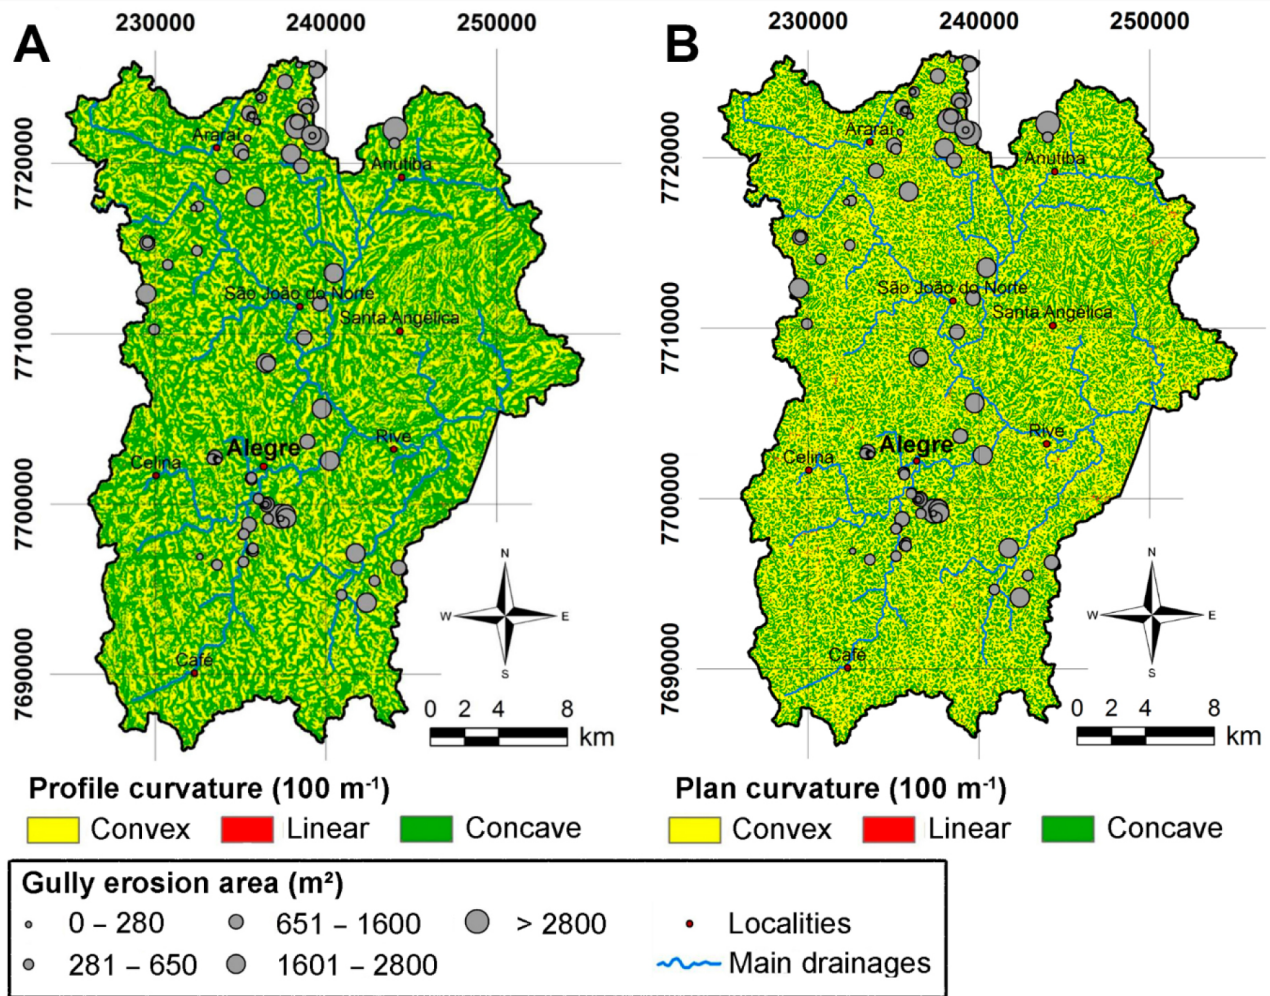 A
230000
240000
250000
7720000
7710000
7700000
7690000
Araraí
Anutiba
São João do Norte
Santa Angélica
Alegre
Rive
Celina
Café
N
W
E
S
0 2 4 8
km
B
230000
240000
250000
7720000
7710000
7700000
7690000
Araraí
Anutiba
São João do Norte
Santa Angélica
Alegre
Rive
Celina
Café
N
W
E
S
0 2 4 8
km
Profile curvature (100 m⁻¹)
Convex Linear Concave
Plan curvature (100 m⁻¹)
Convex Linear Concave
Gully erosion area (m²)
0 – 280 651 – 1600 > 2800
281 – 650 1601 – 2800
Localities
Main drainages